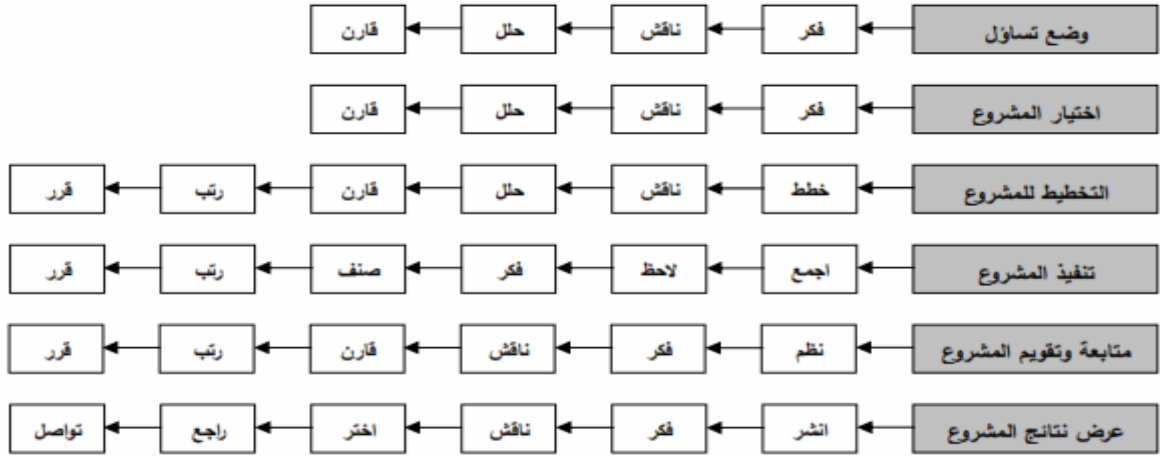 وضع تساؤل فكر ناقش حلل قارن
اختيار المشروع فكر ناقش حلل قارن
التخطيط للمشروع خطط ناقش حلل قارن رتب قرر
تنفيذ المشروع اجمع لاحظ فكر صنف رتب قرر
متابعة وتقويم المشروع نظم فكر ناقش قارن رتب قرر
عرض نتائج المشروع انشر فكر ناقش اختر راجع تواصل